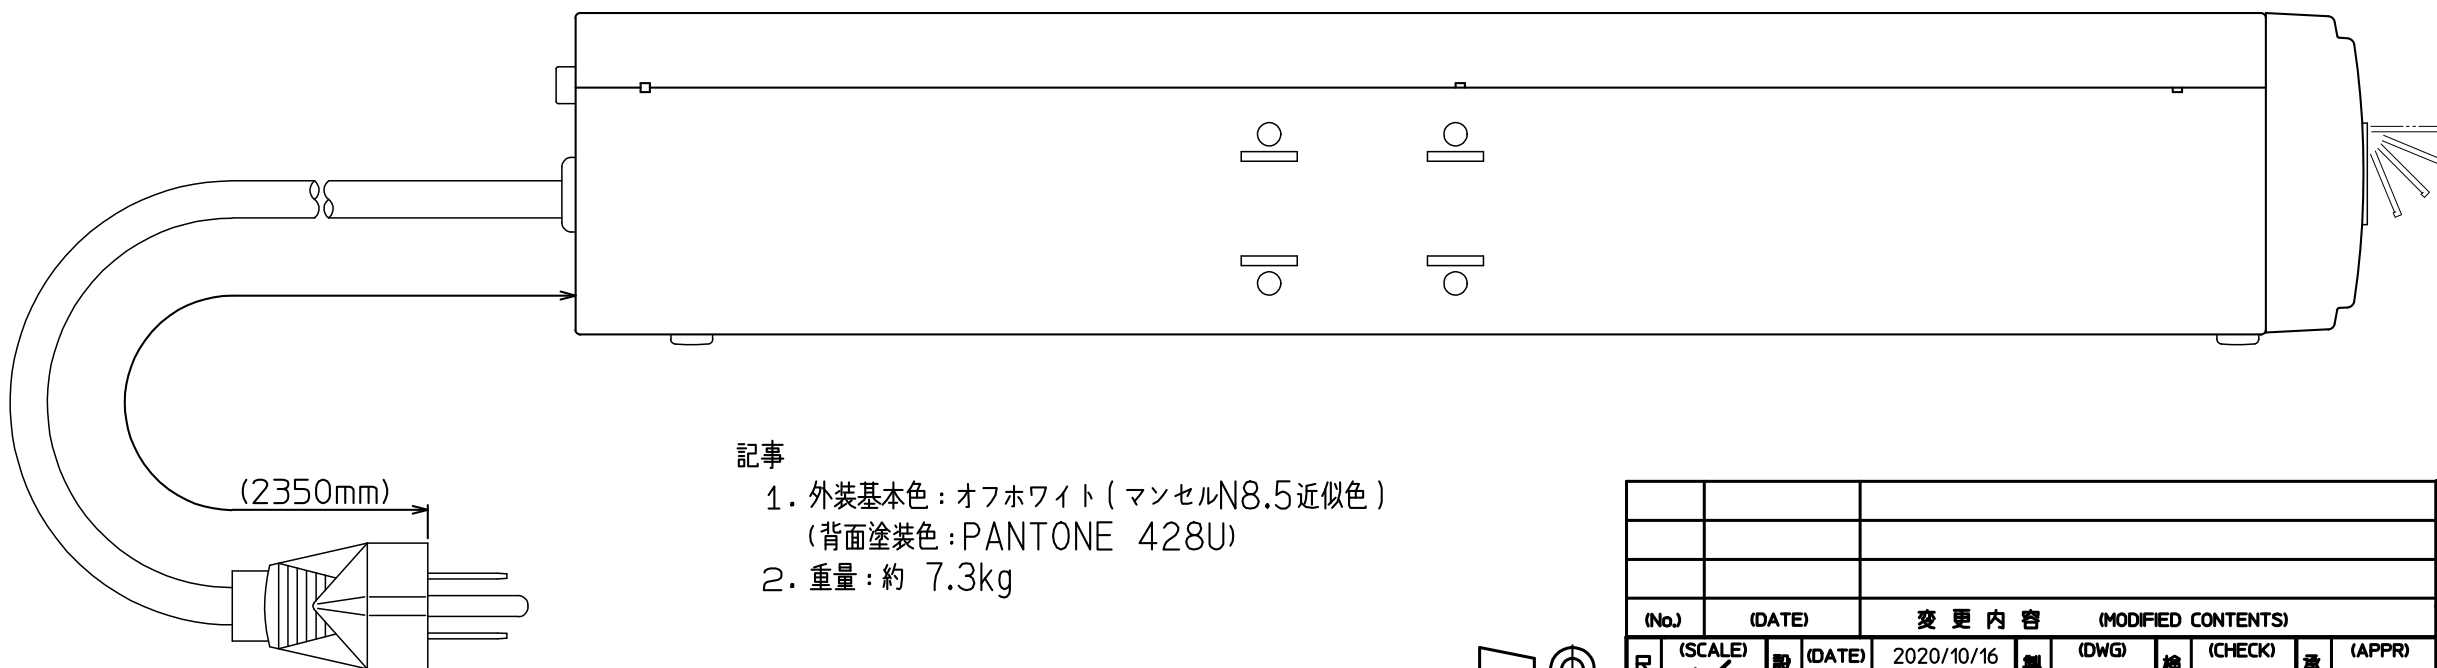 (2350mm)
記事
1. 外装基本色：オフホワイト(マンセルN8.5近似色)
(背面塗装色：PANTONE 428U)
2. 重量：約 7.3kg
(No.) (DATE) 変更内容 (MODIFIED CONTENTS)
(SCALE) (DATE) 2020/10/16 (DWG) (CHECK) (APPR)